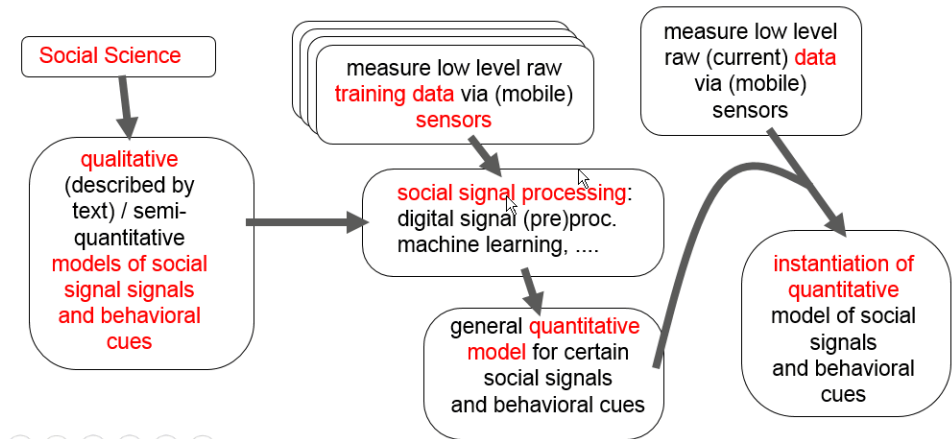 Social Science
qualitative
(described by
text) / semi-
quantitative
models of social
signal signals
and behavioral
cues
measure low level raw
training data via (mobile)
sensors
social signal processing:
digital signal (pre)proc.
machine learning, ....
general quantitative
model for certain
social signals
and behavioral cues
measure low level
raw (current) data
via (mobile)
sensors
instantiation of
quantitative
model of social
signals
and behavioral
cues